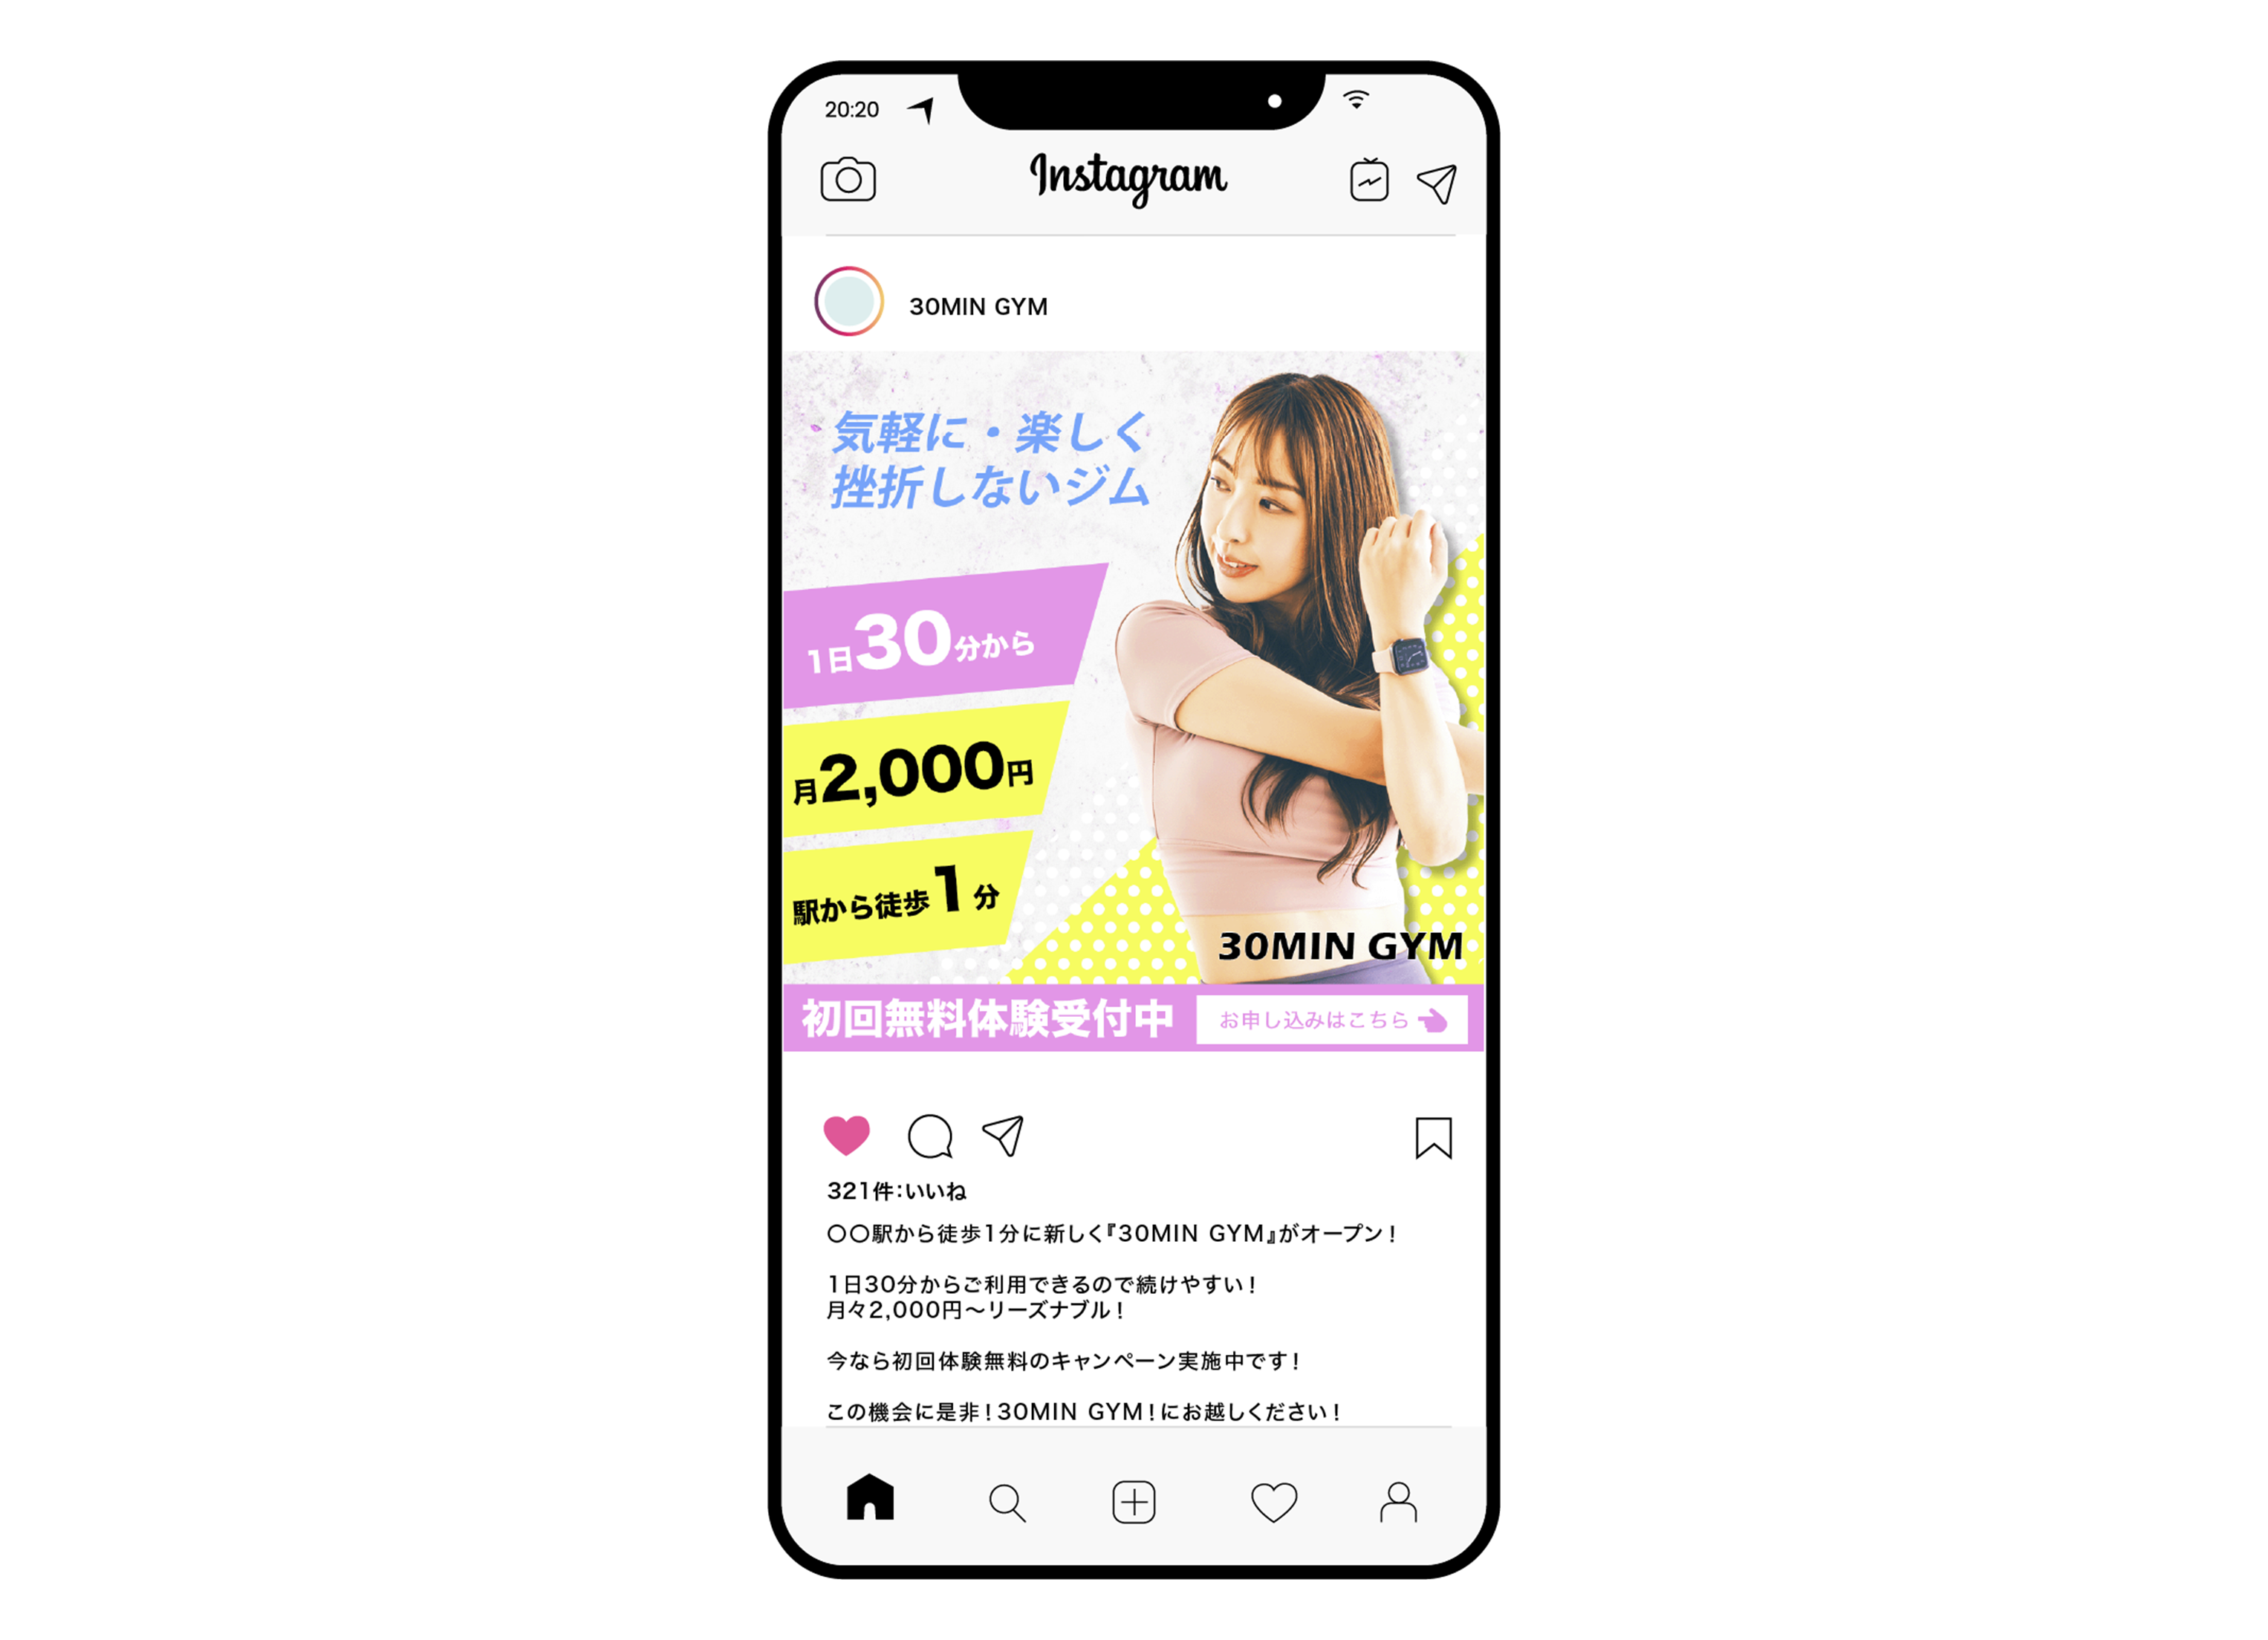 20:20
Instagram
30MIN GYM
気軽に・楽しく
挫折しないジム
1日30分から
月2,000円
駅から徒歩1分
30MIN GYM
初回無料体験受付中
お申し込みはこちら
321件：いいね
〇〇駅から徒歩1分に新しく『30MIN GYM』がオープン！
1日30分からご利用できるので続けやすい！
月々2,000円〜リーズナブル！
今なら初回体験無料のキャンペーン実施中です！
この機会に是非！30MIN GYM！にお越しください！